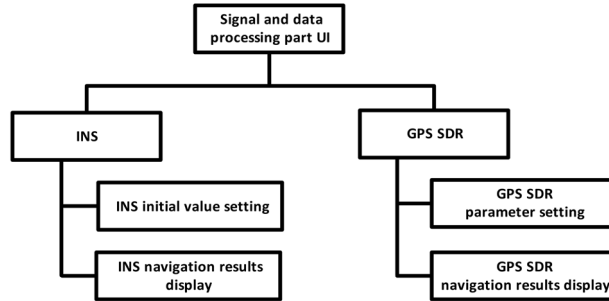 Signal and data
processing part UI
INS
GPS SDR
INS initial value setting
GPS SDR
parameter setting
INS navigation results
display
GPS SDR
navigation results display